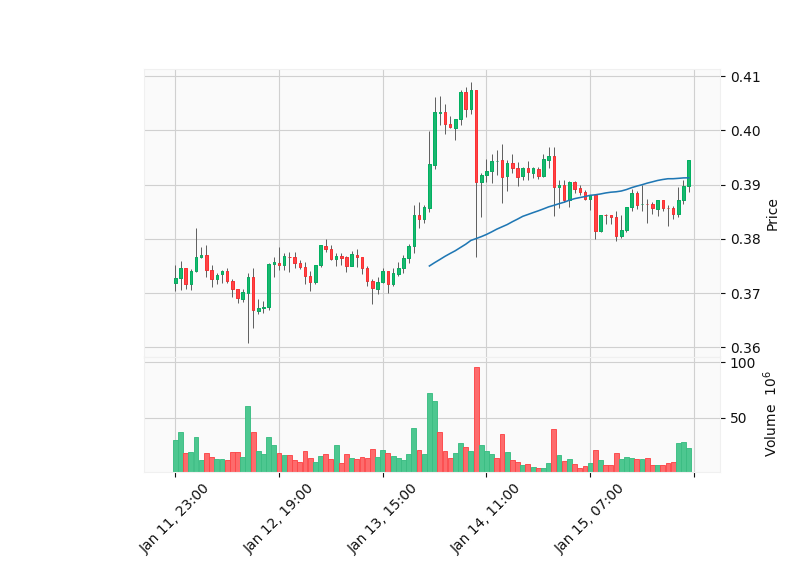 0.41
0.40
0.39
0.38
0.37
0.36
Price
100
50
Volume 10^6
Jan 11, 23:00
Jan 12, 19:00
Jan 13, 15:00
Jan 14, 11:00
Jan 15, 07:00